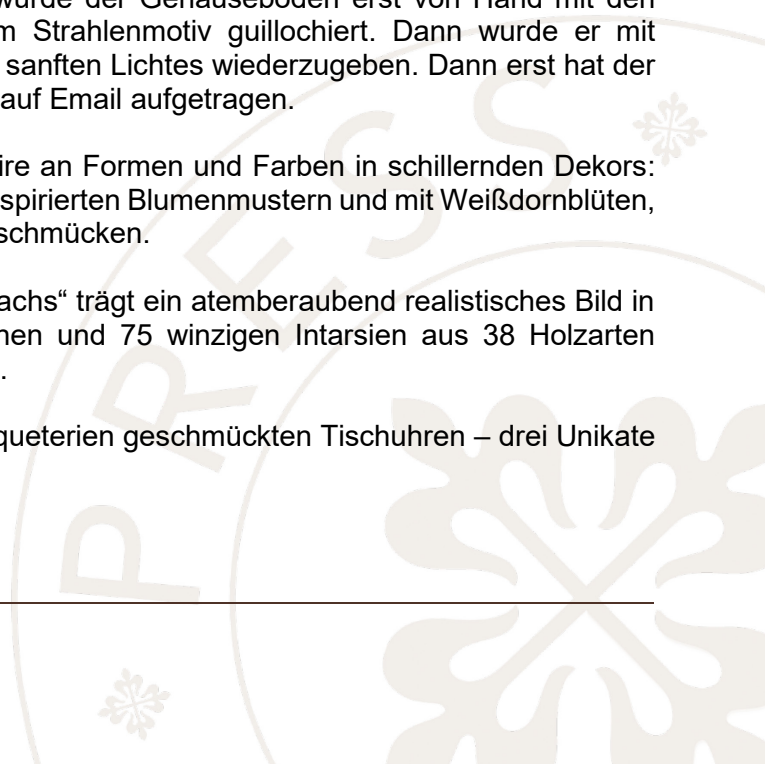 wurde der Gehäuseboden erst von Hand mit den
m Strahlenmotiv guillochiert. Dann wurde er mit
sanften Lichtes wiederzugeben. Dann erst hat der
auf Email aufgetragen.
ire an Formen und Farben in schillernden Dekors:
spirierten Blumenmustern und mit Weißdornblüten,
schmücken.
achs“ trägt ein atemberaubend realistisches Bild in
nen und 75 winzigen Intarsien aus 38 Holzarten
.
queterien geschmückten Tischuhren – drei Unikate
PRESS